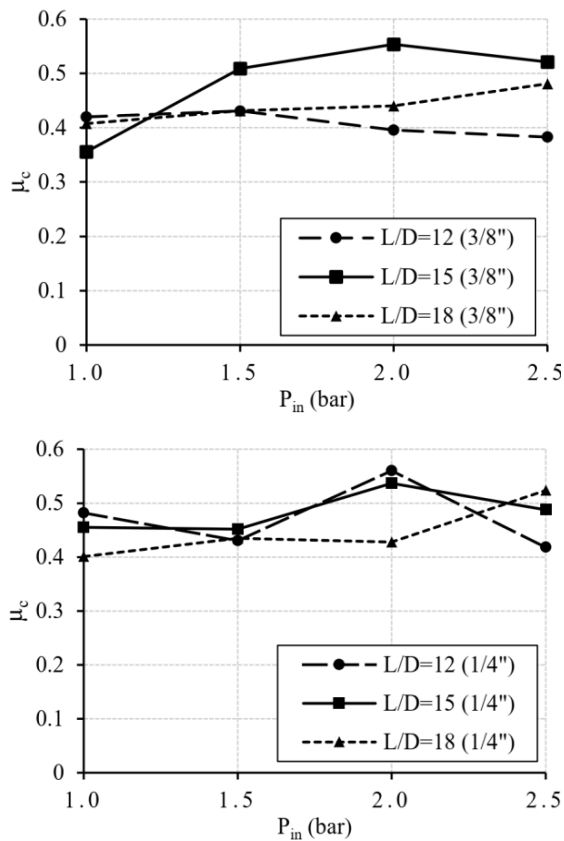 0.6
0.5
0.4
0.3
0.2
0.1
0
μc
L/D=12 (3/8")
L/D=15 (3/8")
L/D=18 (3/8")
1.0 1.5 2.0 2.5
Pin (bar)
0.6
0.5
0.4
0.3
0.2
0.1
0
μc
L/D=12 (1/4")
L/D=15 (1/4")
L/D=18 (1/4")
1.0 1.5 2.0 2.5
Pin (bar)